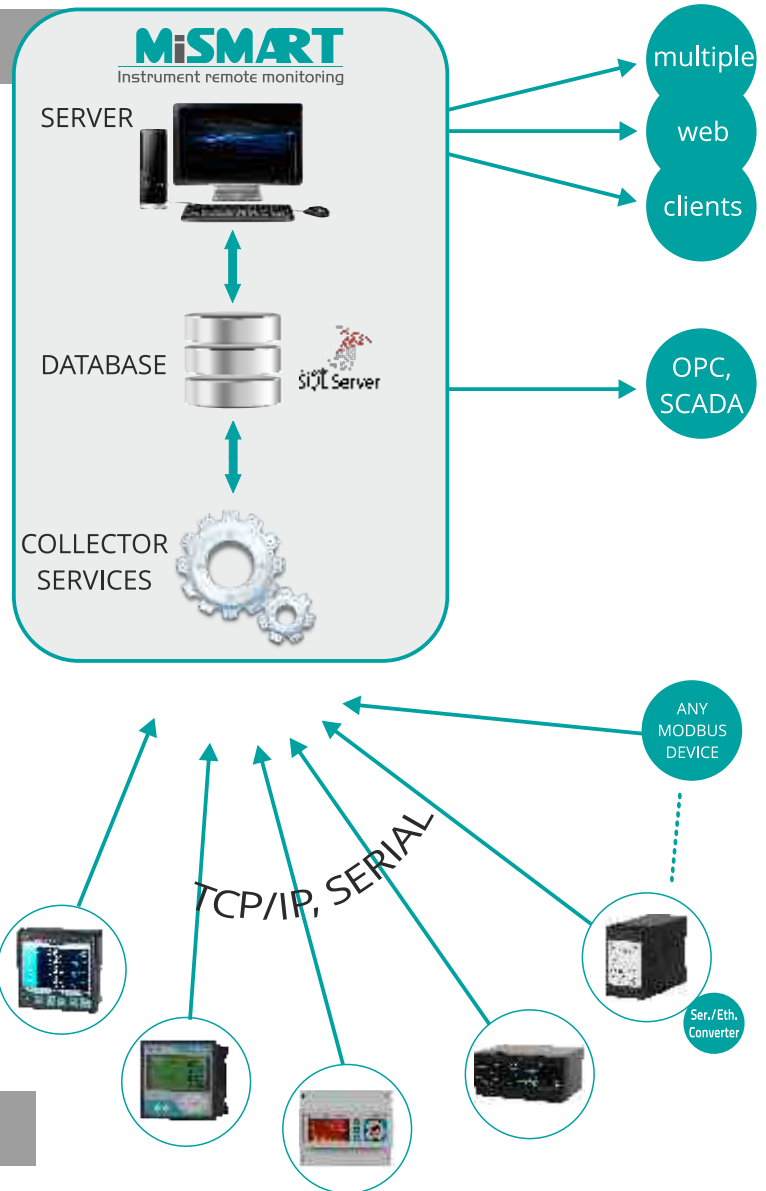 MiSMART
Instrument remote monitoring
SERVER
multiple
web
clients
DATABASE
SQL Server
OPC,
SCADA
COLLECTOR
SERVICES
ANY
MODBUS
DEVICE
TCP/IP, SERIAL
Ser./Eth.
Converter